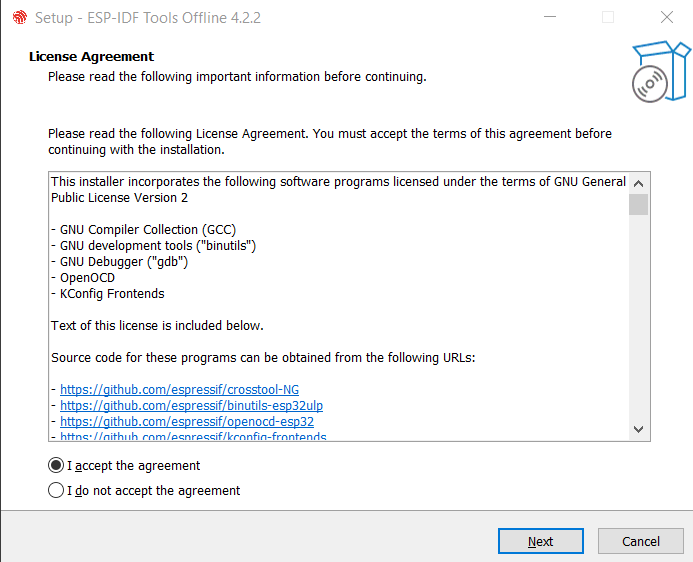 Setup - ESP-IDF Tools Offline 4.2.2
License Agreement
Please read the following important information before continuing.
Please read the following License Agreement. You must accept the terms of this agreement before
continuing with the installation.
This installer incorporates the following software programs licensed under the terms of GNU General
Public License Version 2
- GNU Compiler Collection (GCC)
- GNU development tools ("binutils")
- GNU Debugger ("gdb")
- OpenOCD
- KConfig Frontends
Text of this license is included below.
Source code for these programs can be obtained from the following URLs:
- https://github.com/espressif/crosstool-NG
- https://github.com/espressif/binutils-esp32ulp
- https://github.com/espressif/openocd-esp32
- https://github.com/espressif/kconfig-frontends
I accept the agreement
I do not accept the agreement
Next
Cancel